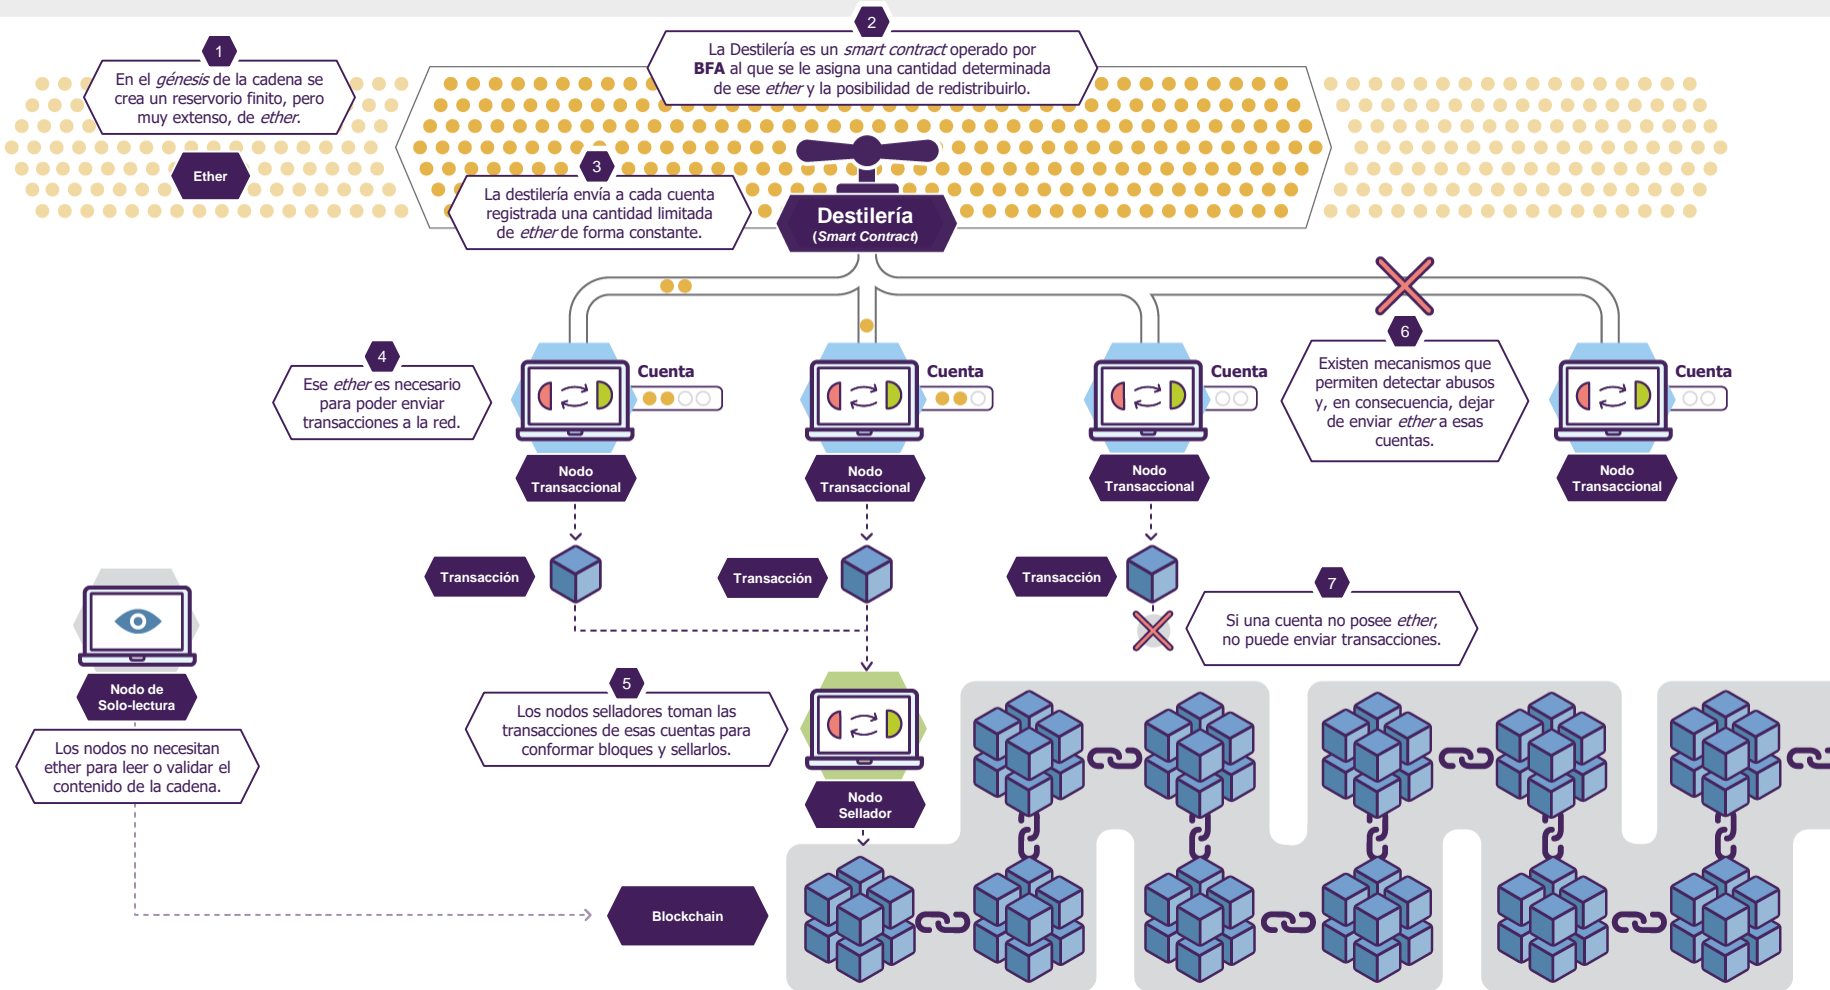 1
En el génesis de la cadena se
crea un reservorio finito, pero
muy extenso, de ether.
Ether
2
La Destilería es un smart contract operado por
BFA al que se le asigna una cantidad determinada
de ese ether y la posibilidad de redistribuirlo.
3
La destilería envía a cada cuenta
registrada una cantidad limitada
de ether de forma constante.
Destilería
(Smart Contract)
4
Ese ether es necesario
para poder enviar
transacciones a la red.
Cuenta
Nodo
Transaccional
Cuenta
Nodo
Transaccional
Cuenta
Nodo
Transaccional
6
Existen mecanismos que
permiten detectar abusos
y, en consecuencia, dejar
de enviar ether a esas
cuentas.
Cuenta
Nodo
Transaccional
Transacción
Transacción
Transacción
7
Si una cuenta no posee ether,
no puede enviar transacciones.
Nodo de
Solo-lectura
Los nodos no necesitan
ether para leer o validar el
contenido de la cadena.
5
Los nodos selladores toman las
transacciones de esas cuentas para
conformar bloques y sellarlos.
Nodo
Sellador
Blockchain